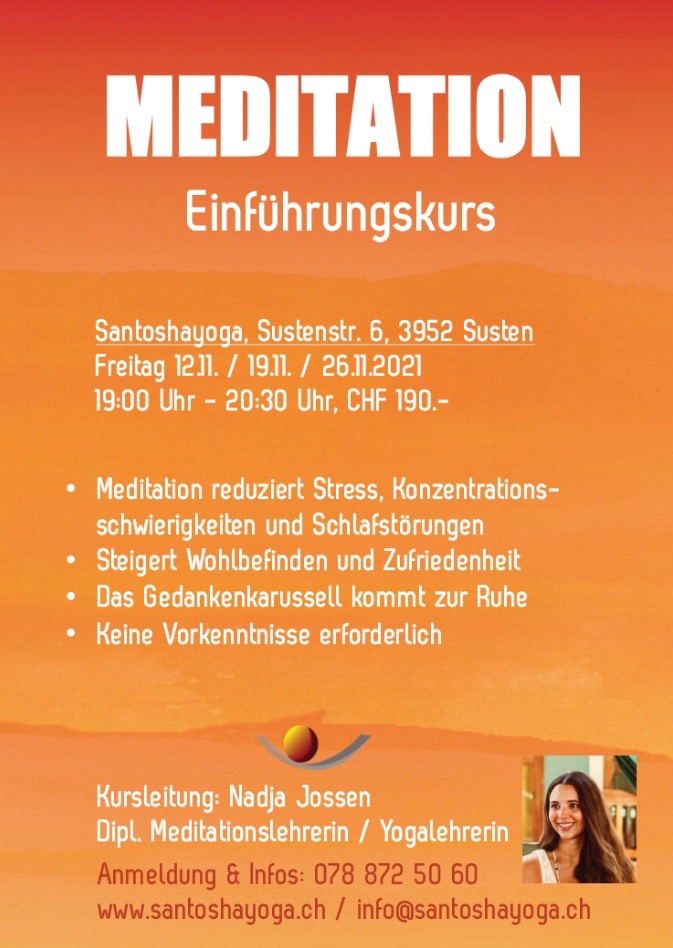 MEDITATION
Einführungskurs
Santoshayoga, Sustenstr. 6, 3952 Susten
Freitag 12.11. / 19.11. / 26.11.2021
19:00 Uhr - 20:30 Uhr, CHF 190.-
• Meditation reduziert Stress, Konzentrations-
schwierigkeiten und Schlafstörungen
• Steigert Wohlbefinden und Zufriedenheit
• Das Gedankenkarussell kommt zur Ruhe
• Keine Vorkenntnisse erforderlich
Kursleitung: Nadja Jossen
Dipl. Meditationslehrerin / Yogalehrerin
Anmeldung & Infos: 078 872 50 60
www.santoshayoga.ch / info@santoshayoga.ch